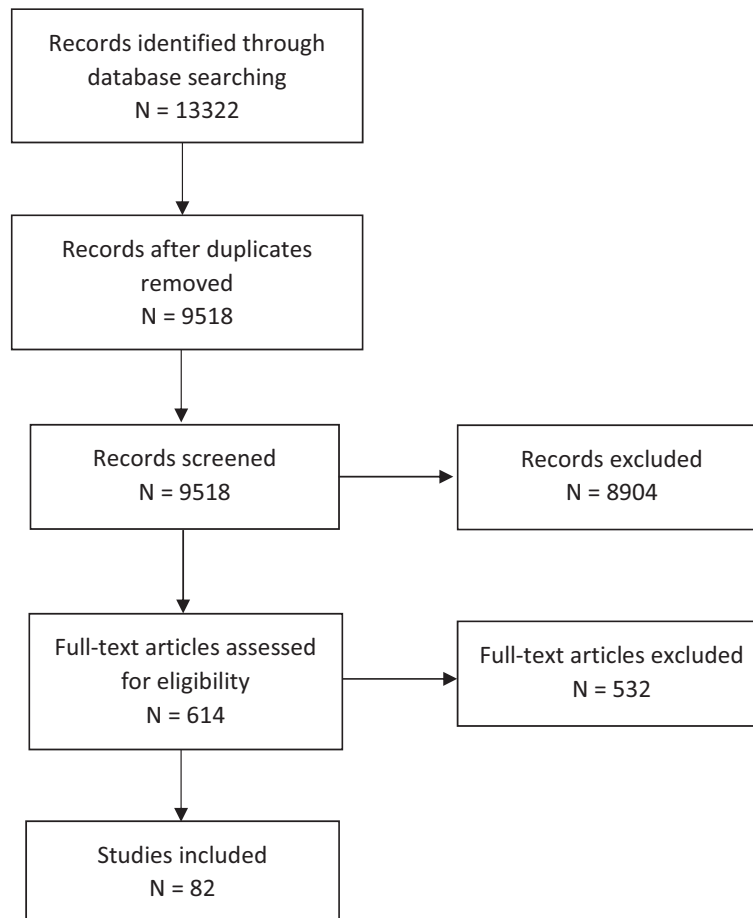 Records identified through
database searching
N = 13322
Records after duplicates
removed
N = 9518
Records screened
N = 9518
Records excluded
N = 8904
Full-text articles assessed
for eligibility
N = 614
Full-text articles excluded
N = 532
Studies included
N = 82